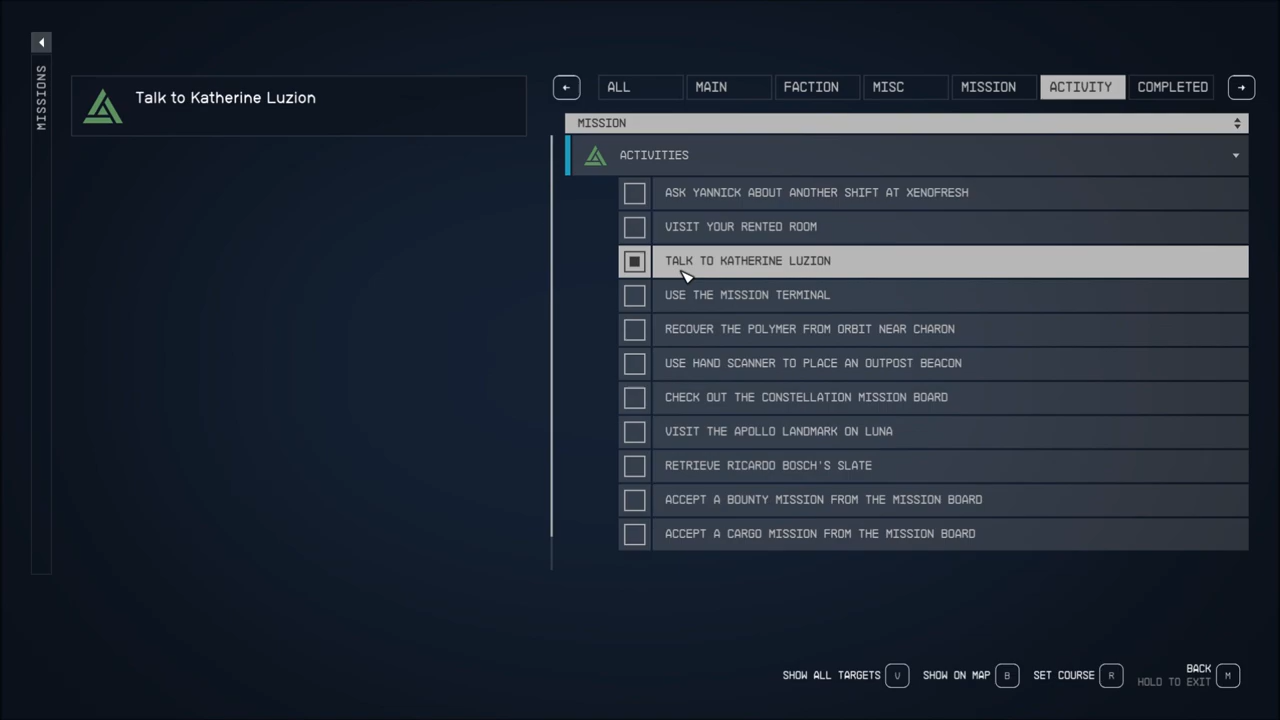 MISSIONS
Talk to Katherine Luzion
ALL
MAIN
FACTION
MISC
MISSION
ACTIVITY
COMPLETED
MISSION
ACTIVITIES
ASK YANNICK ABOUT ANOTHER SHIFT AT XENOFRESH
VISIT YOUR RENTED ROOM
TALK TO KATHERINE LUZION
USE THE MISSION TERMINAL
RECOVER THE POLYMER FROM ORBIT NEAR CHARON
USE HAND SCANNER TO PLACE AN OUTPOST BEACON
CHECK OUT THE CONSTELLATION MISSION BOARD
VISIT THE APOLLO LANDMARK ON LUNA
RETRIEVE RICARDO BOSCH'S SLATE
ACCEPT A BOUNTY MISSION FROM THE MISSION BOARD
ACCEPT A CARGO MISSION FROM THE MISSION BOARD
SHOW ALL TARGETS V
SHOW ON MAP B
SET COURSE R
BACK
HOLD TO EXIT M